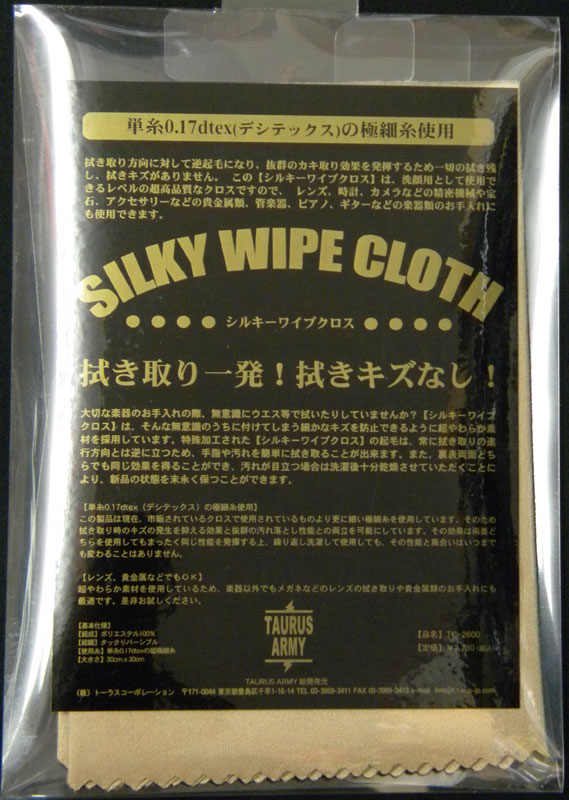 単糸0.17dtex(デシテックス)の極細糸使用
拭き取り方向に対して逆起毛になり、抜群のカキ取り効果を発揮するため一切の拭き残
し、拭きキズがありません。この【シルキーワイプクロス】は、洗顔用として使用で
きるレベルの超高品質なクロスですので、レンズ、時計、カメラなどの精密機械や宝
石、アクセサリーなどの貴金属類、管楽器、ピアノ、ギターなどの楽器類のお手入れに
も使用できます。
SILKY WIPE CLOTH
●●●● シルキーワイプクロス ●●●●
拭き取り一発！拭きキズなし！
大切な楽器のお手入れの際、無意識にウエス等で拭いたりしていませんか？【シルキーワイプ
クロス】は、そんな無意識のうちに付けてしまう細かなキズを防止できるように超やわらか素
材を採用しています。特殊加工された【シルキーワイプクロス】の起毛は、常に拭き取りの進
行方向とは逆に立つため、手脂や汚れを簡単に拭き取ることが出来ます。また、裏表両面どち
らでも同じ効果を得ることができ、汚れが目立つ場合は洗濯後十分乾燥させていただくことに
より、新品の状態を末永く保つことができます。
【単糸0.17dtex（デシテックス）の極細糸使用】
この製品は現在、市販されているクロスで使用されているものより更に細い極細糸を使用しています。そのため
拭き取り時のキズの発生を抑える効果と抜群の汚れ落とし性能との両立を可能にしています。その効果は両面ど
ちらを使用してもまったく同じ性能を発揮する上、繰り返し洗濯して使用しても、その性能と風合いはいつまで
も変わることはありません。
【レンズ、貴金属などでもOK】
超やわらか素材を使用しているため、楽器以外でもメガネなどのレンズの拭き取りや貴金属類のお手入れにも
最適です。是非お試しください。
【基本仕様】
【組成】ポリエステル100%
【組織】タックリバーシブル
【使用糸】単糸0.17dtexの超極細糸
【大きさ】30cm x 30cm
TAURUS
ARMY
TAURUS ARMY 総発売元
【品名】TC-2600
【定価】(税込)
(株) トーラスコーポレーション 〒171-0044 東京都豊島区千早1-16-14 TEL 03-3959-3411 FAX 03-3959-3413 e-mail